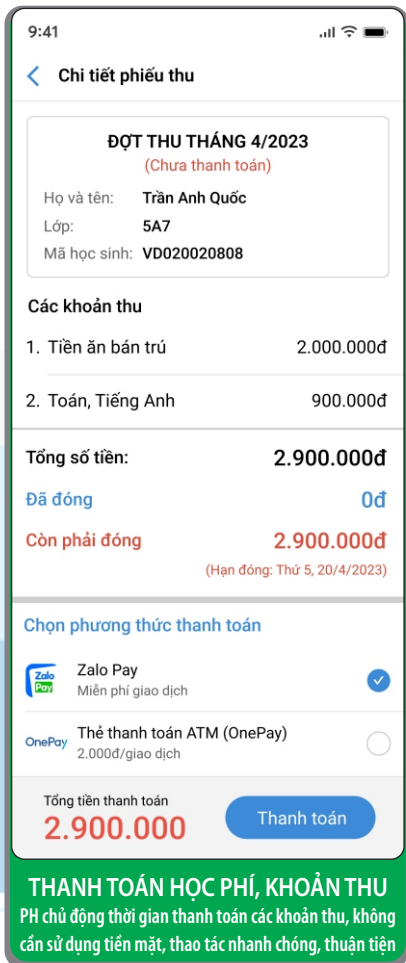 9:41
Chi tiết phiếu thu
ĐỢT THU THÁNG 4/2023
(Chưa thanh toán)
Họ và tên: Trần Anh Quốc
Lớp: 5A7
Mã học sinh: VD020020808
Các khoản thu
1. Tiền ăn bán trú 2.000.000đ
2. Toán, Tiếng Anh 900.000đ
Tổng số tiền: 2.900.000đ
Đã đóng 0đ
Còn phải đóng 2.900.000đ
(Hạn đóng: Thứ 5, 20/4/2023)
Chọn phương thức thanh toán
Zalo Pay
Zalo Pay
Miễn phí giao dịch
OnePay
Thẻ thanh toán ATM (OnePay)
2.000đ/giao dịch
Tổng tiền thanh toán
2.900.000
Thanh toán
THANH TOÁN HỌC PHÍ, KHOẢN THU
PH chủ động thời gian thanh toán các khoản thu, không
cần sử dụng tiền mặt, thao tác nhanh chóng, thuận tiện